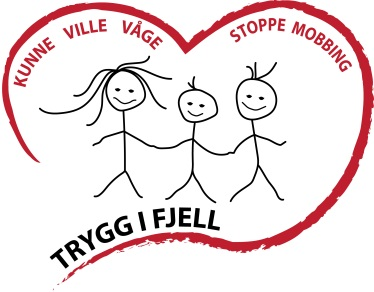 KUNNE VILLE VÅGE
STOPPE MOBBING
TRYGG I FJELL